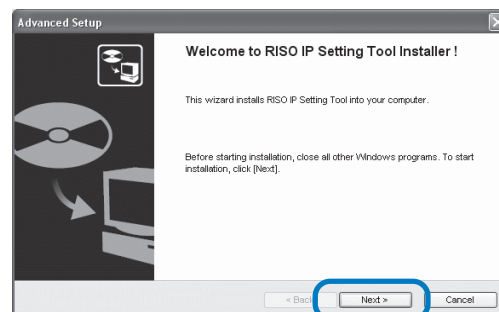 Advanced Setup
Welcome to RISO IP Setting Tool Installer !
This wizard installs RISO IP Setting Tool into your computer.
Before starting installation, close all other Windows programs. To start
installation, click [Next].
< Back
Next >
Cancel